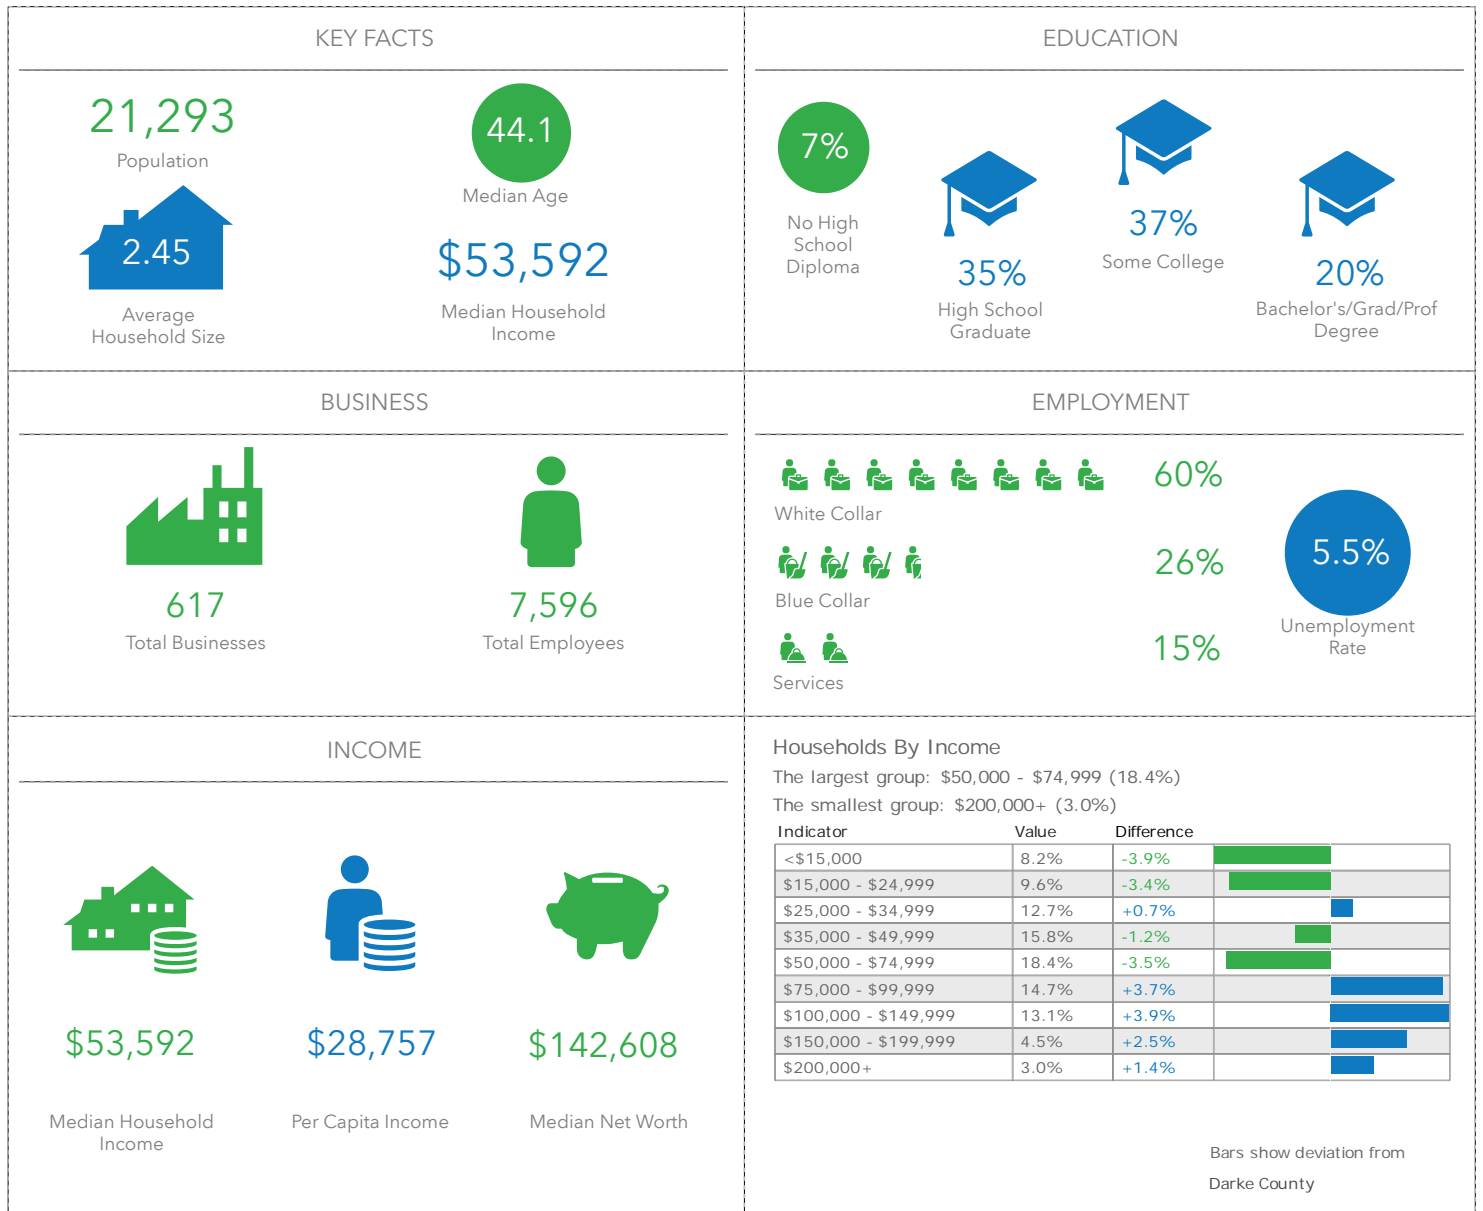 KEY FACTS
21,293
Population
44.1
Median Age
2.45
Average
Household Size
$53,592
Median Household
Income
EDUCATION
7%
No High
School
Diploma
35%
High School
Graduate
37%
Some College
20%
Bachelor's/Grad/Prof
Degree
BUSINESS
617
Total Businesses
7,596
Total Employees
EMPLOYMENT
60%
White Collar
26%
Blue Collar
15%
Services
5.5%
Unemployment
Rate
INCOME
$53,592
Median Household
Income
$28,757
Per Capita Income
$142,608
Median Net Worth
Households By Income
The largest group: $50,000 - $74,999 (18.4%)
The smallest group: $200,000+ (3.0%)
Indicator Value Difference
<$15,000 8.2% -3.9%
$15,000 - $24,999 9.6% -3.4%
$25,000 - $34,999 12.7% +0.7%
$35,000 - $49,999 15.8% -1.2%
$50,000 - $74,999 18.4% -3.5%
$75,000 - $99,999 14.7% +3.7%
$100,000 - $149,999 13.1% +3.9%
$150,000 - $199,999 4.5% +2.5%
$200,000+ 3.0% +1.4%
Bars show deviation from
Darke County